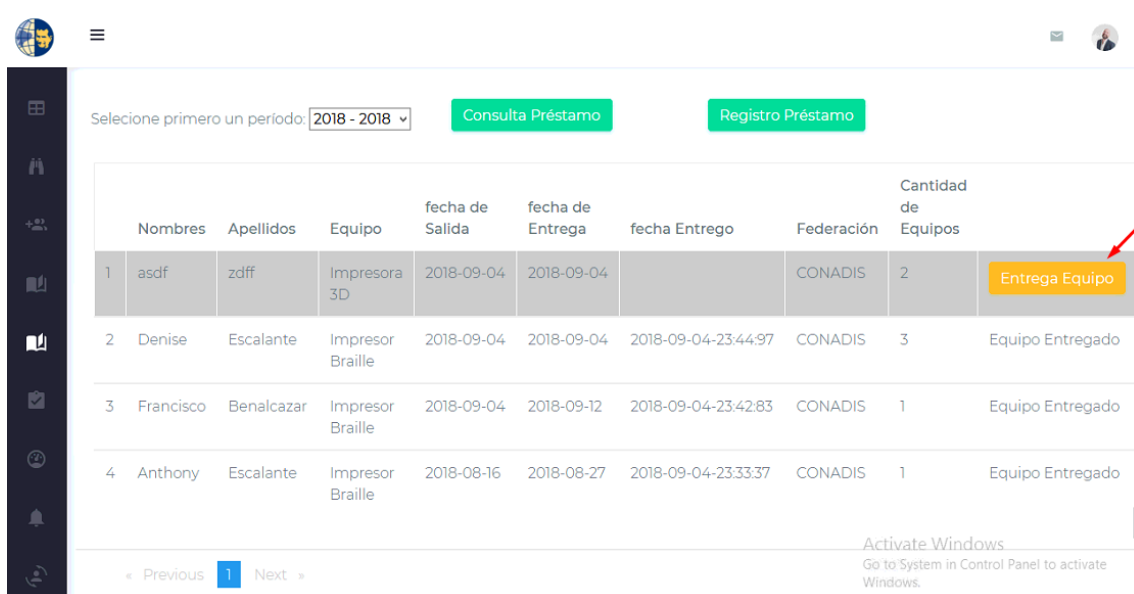 Selecione primero un período: 2018 - 2018 Consulta Préstamo Registro Préstamo
Nombres Apellidos Equipo fecha de Salida fecha de Entrega fecha Entrego Federación Cantidad de Equipos
1 asdf zdff Impresora 3D 2018-09-04 2018-09-04 CONADIS 2 Entrega Equipo
2 Denise Escalante Impresor Braille 2018-09-04 2018-09-04 2018-09-04-23:44:97 CONADIS 3 Equipo Entregado
3 Francisco Benalcazar Impresor Braille 2018-09-04 2018-09-12 2018-09-04-23:42:83 CONADIS 1 Equipo Entregado
4 Anthony Escalante Impresor Braille 2018-08-16 2018-08-27 2018-09-04-23:33:37 CONADIS 1 Equipo Entregado
« Previous 1 Next »
Activate Windows
Go to System in Control Panel to activate
Windows.